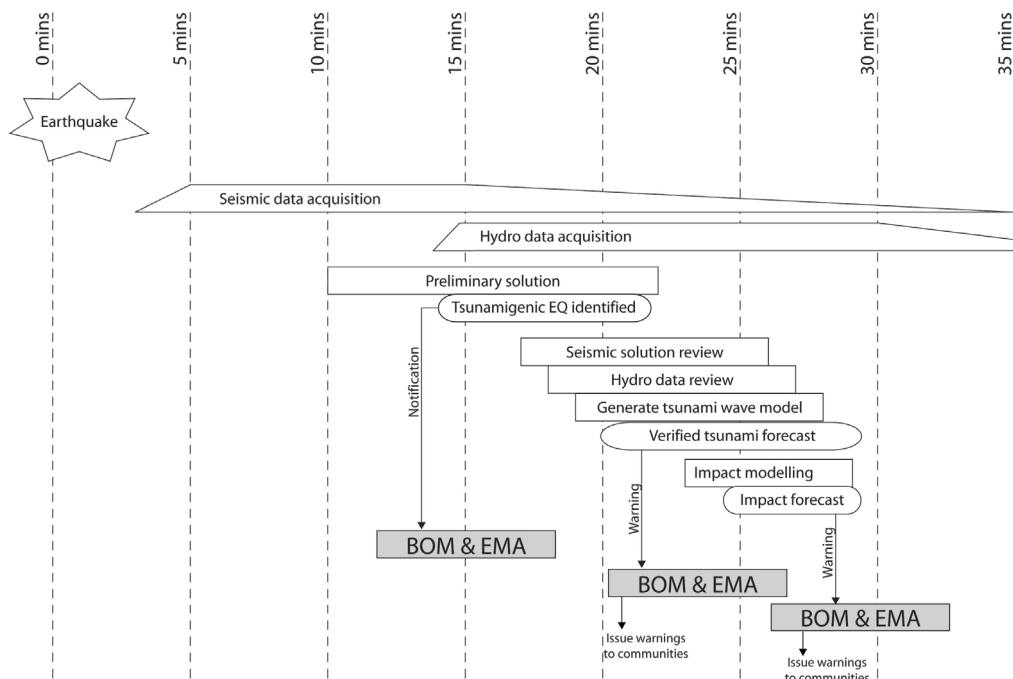 0 mins
5 mins
10 mins
15 mins
20 mins
25 mins
30 mins
35 mins
Earthquake
Seismic data acquisition
Hydro data acquisition
Preliminary solution
Tsunamigenic EQ identified
Notification
Seismic solution review
Hydro data review
Generate tsunami wave model
Verified tsunami forecast
Impact modelling
Impact forecast
Warning
Warning
BOM & EMA
BOM & EMA
BOM & EMA
Issue warnings
to communities
Issue warnings
to communities